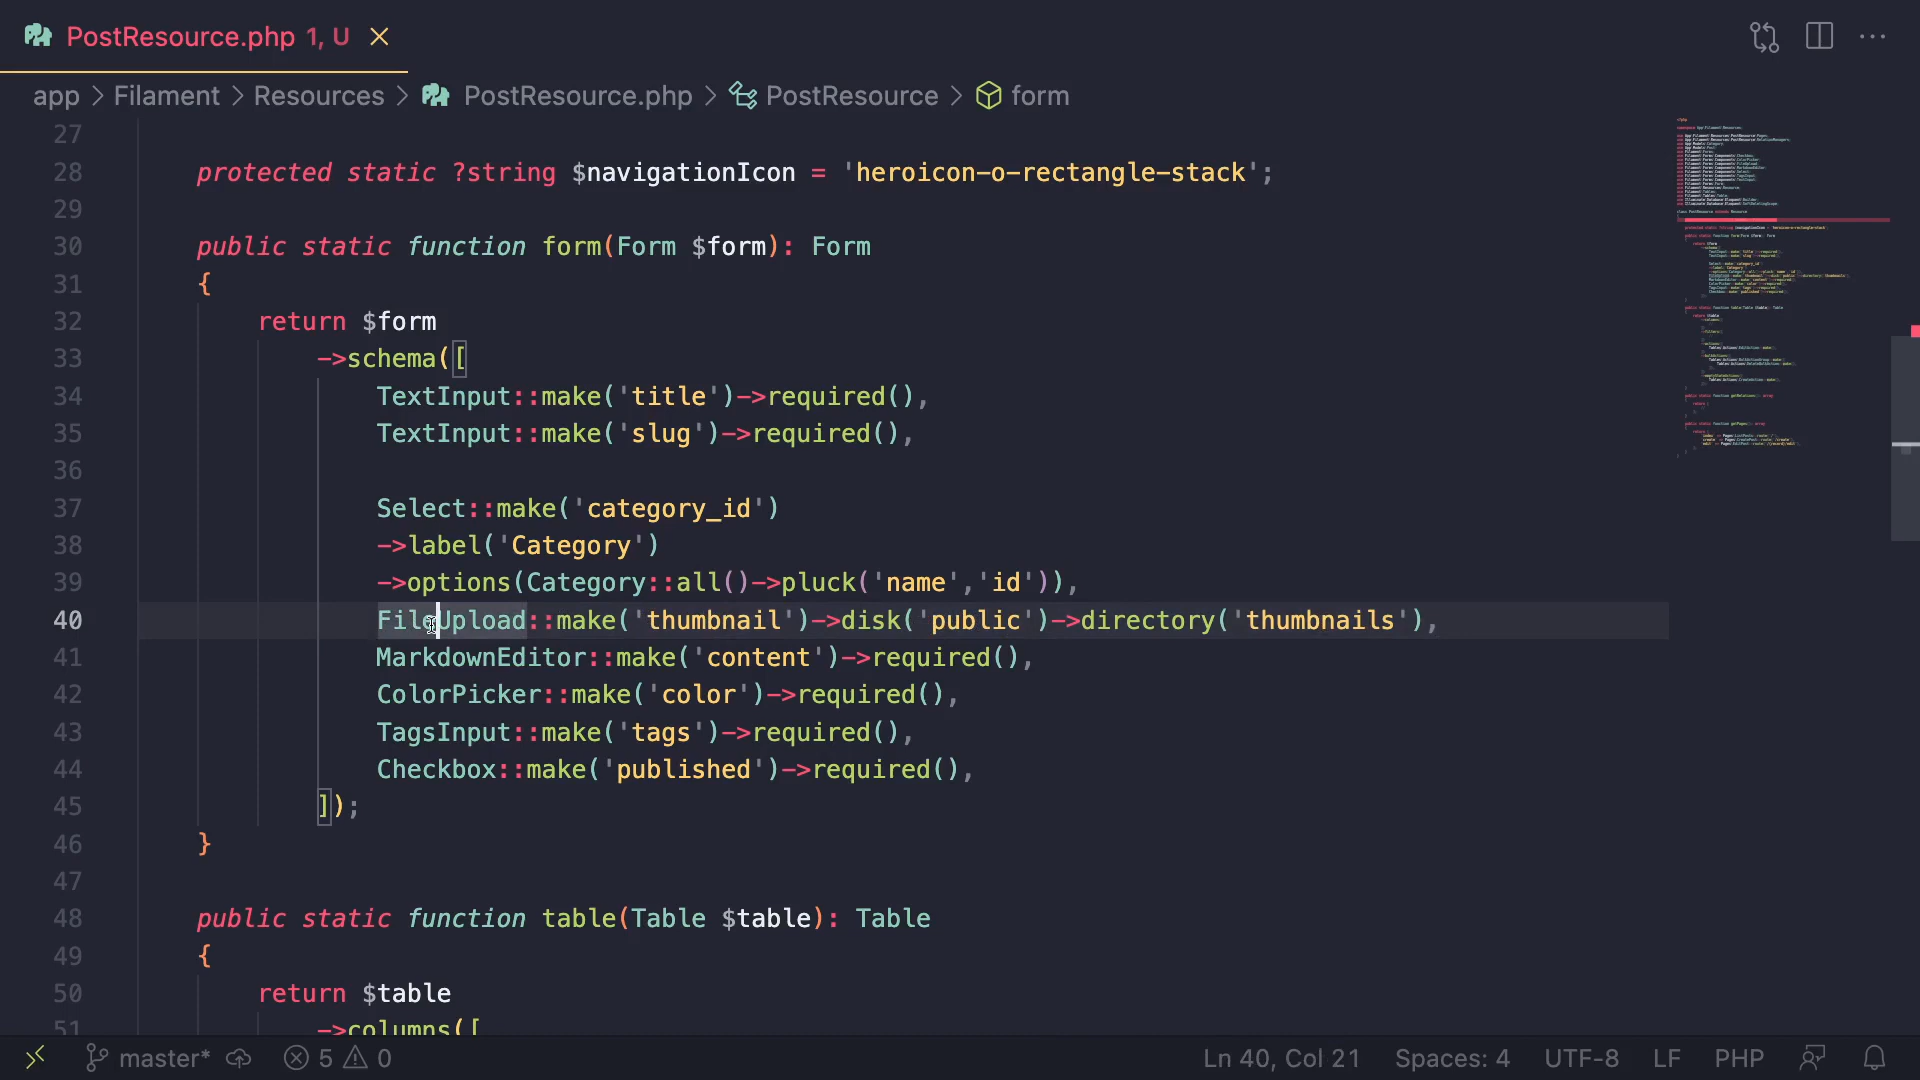 PostResource.php 1, U
app > Filament > Resources > PostResource.php > PostResource > form
27
28 protected static ?string $navigationIcon = 'heroicon-o-rectangle-stack';
29
30 public static function form(Form $form): Form
31 {
32 return $form
33 ->schema([
34 TextInput::make('title')->required(),
35 TextInput::make('slug')->required(),
36
37 Select::make('category_id')
38 ->label('Category')
39 ->options(Category::all()->pluck('name','id')),
40 FileUpload::make('thumbnail')->disk('public')->directory('thumbnails'),
41 MarkdownEditor::make('content')->required(),
42 ColorPicker::make('color')->required(),
43 TagsInput::make('tags')->required(),
44 Checkbox::make('published')->required(),
45 ]);
46 }
47
48 public static function table(Table $table): Table
49 {
50 return $table
51 ->columns([
master* 5 0 Ln 40, Col 21 Spaces: 4 UTF-8 LF PHP